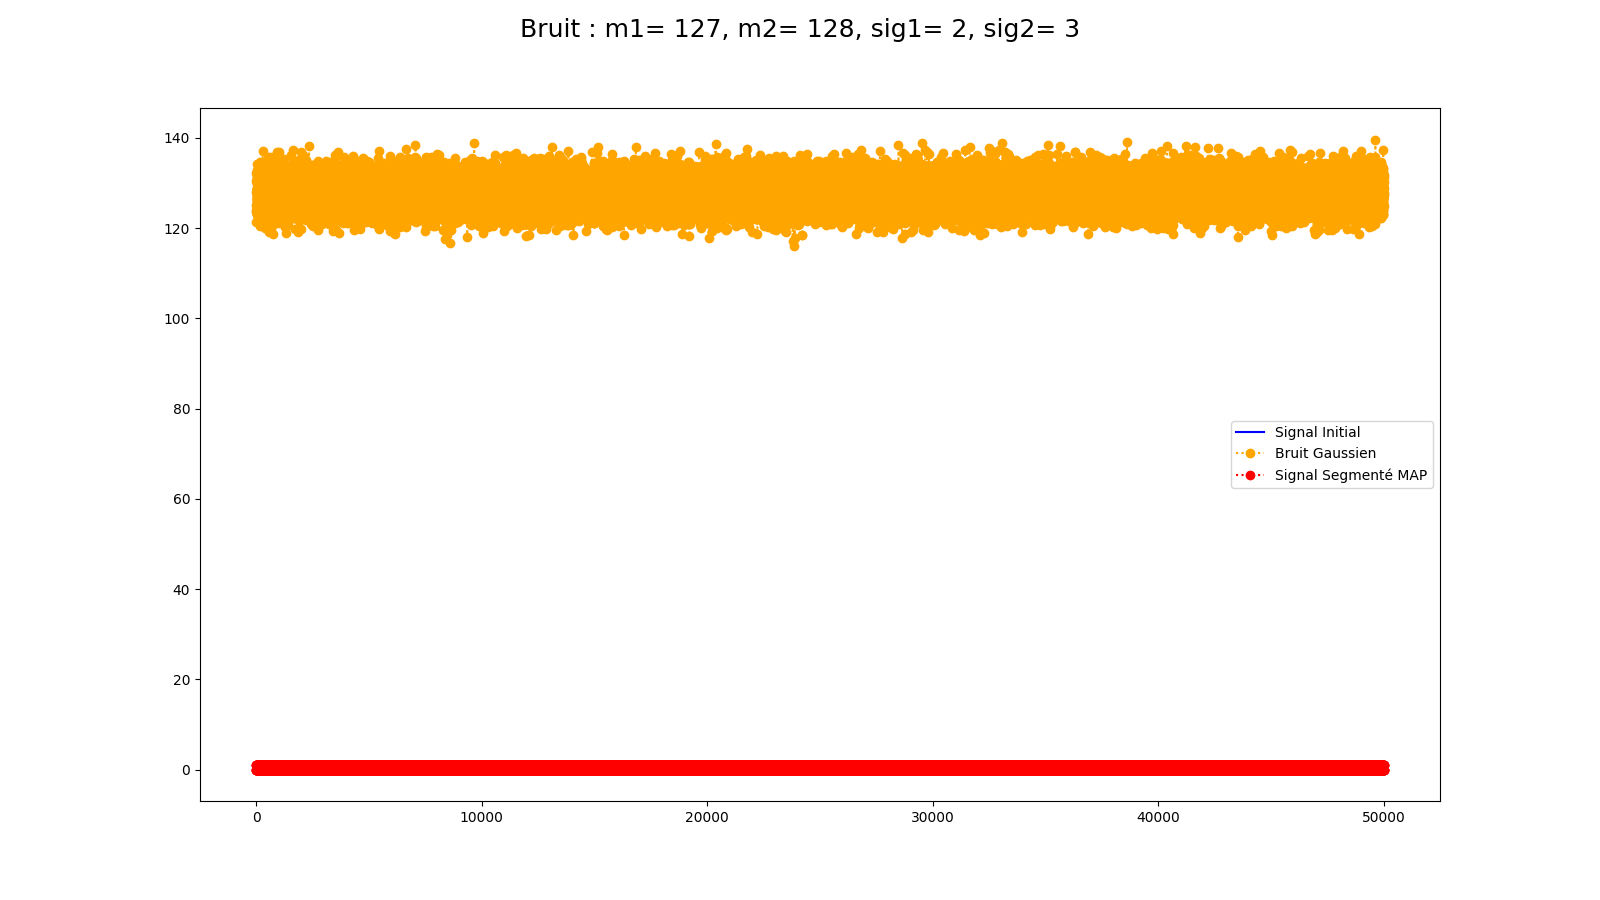 Bruit : m1= 127, m2= 128, sig1= 2, sig2= 3
140
120
100
80
60
40
20
0
Signal Initial
Bruit Gaussien
Signal Segmenté MAP
0 10000 20000 30000 40000 50000